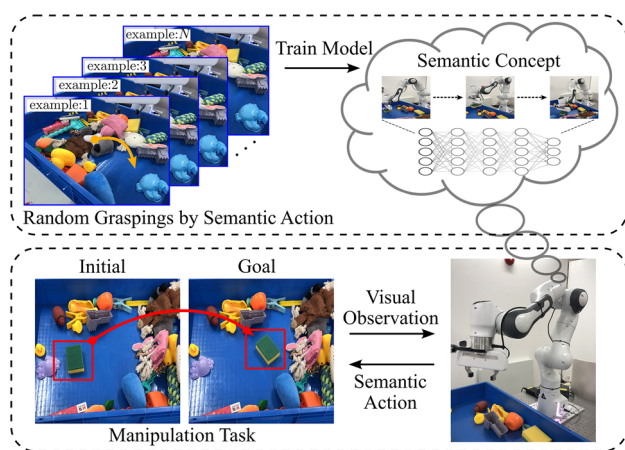 example:N
example:3
example:2
example:1
Train Model
Semantic Concept
Random Graspings by Semantic Action
Initial
Goal
Visual
Observation
Semantic
Action
Manipulation Task